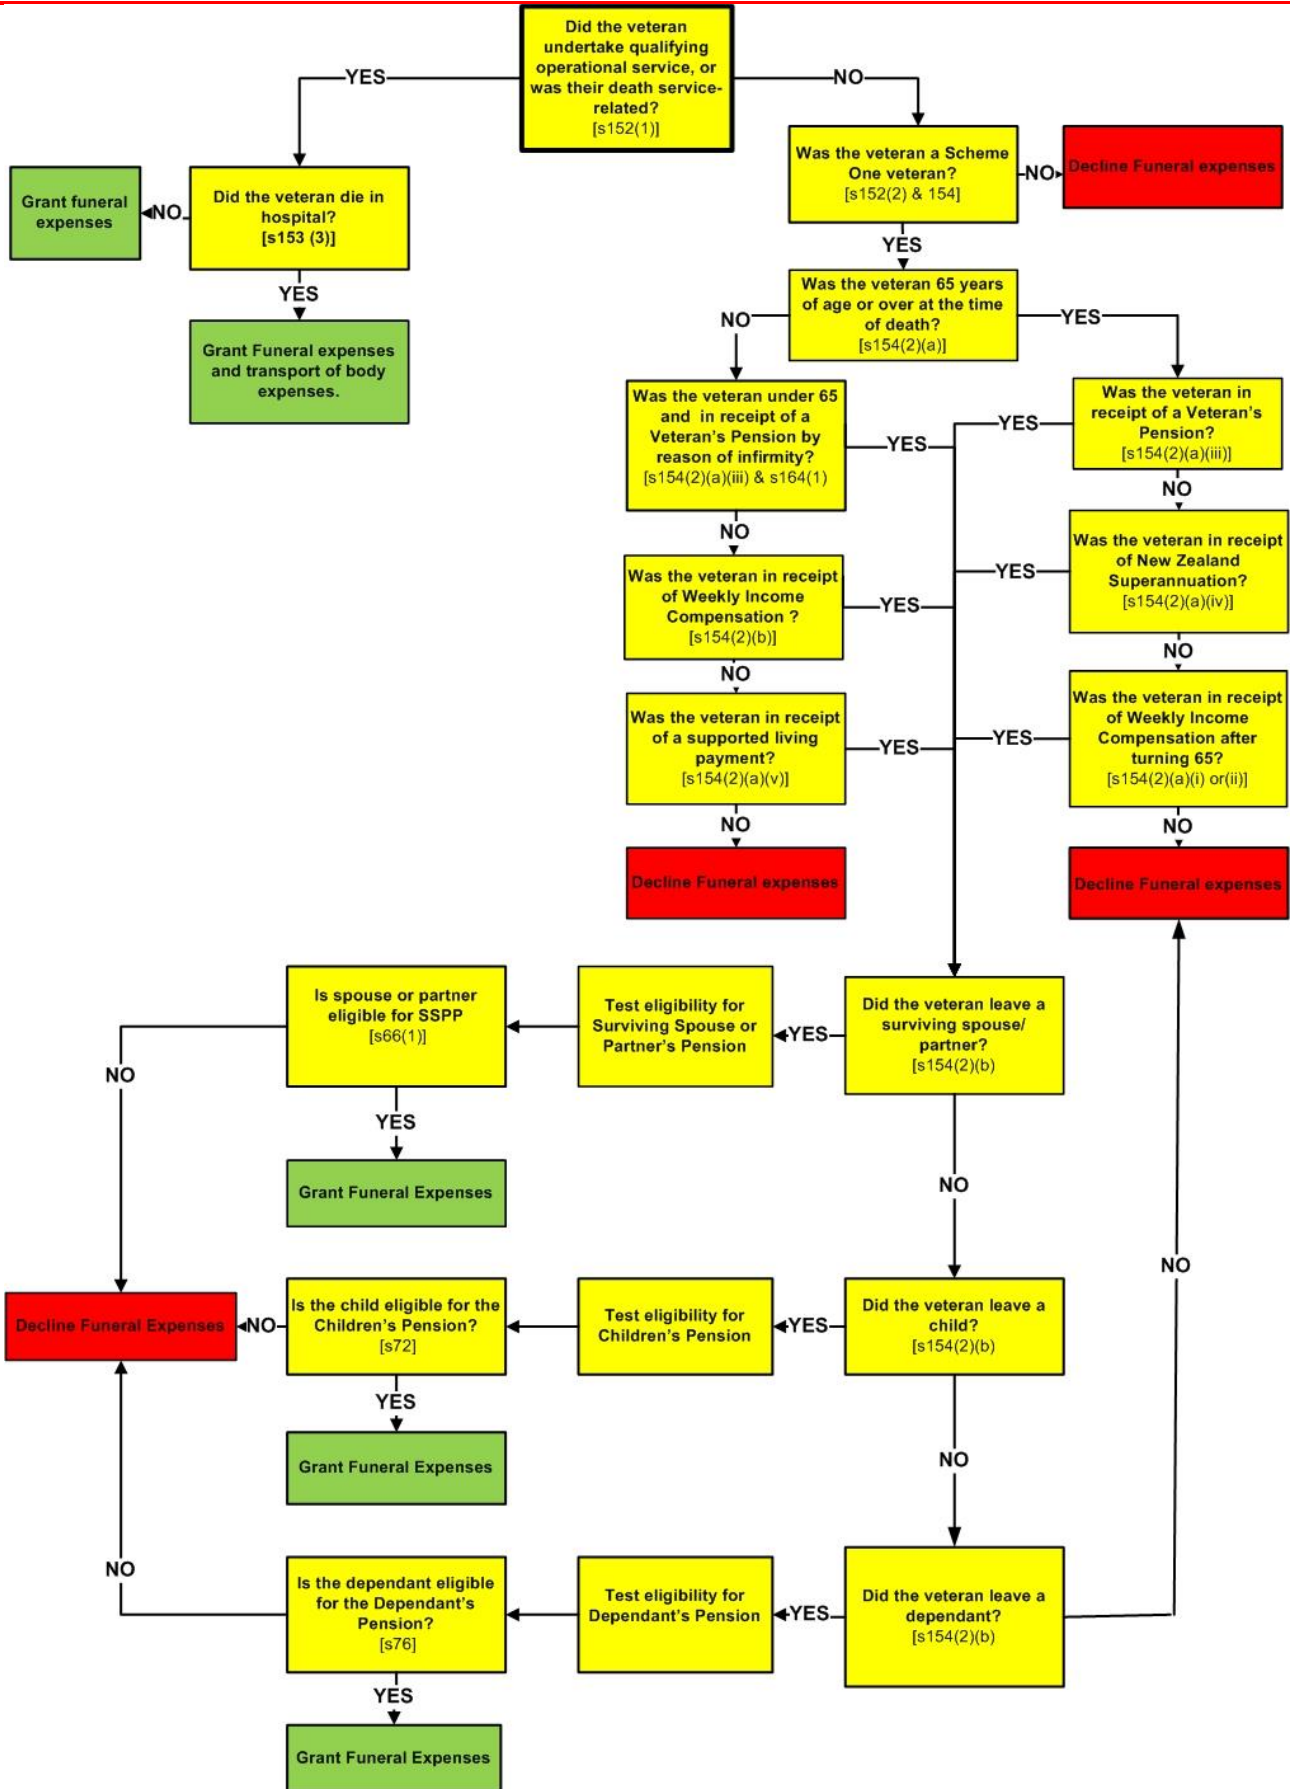 Did the veteran
undertake qualifying
operational service, or
was their death service-
related?
[s152(1)]
YES
NO
Was the veteran a Scheme
One veteran?
[s152(2) & 154]
NO
Decline Funeral expenses
Did the veteran die in
hospital?
[s153 (3)]
NO
Grant funeral
expenses
YES
Grant Funeral expenses
and transport of body
expenses.
YES
Was the veteran 65 years
of age or over at the time
of death?
[s154(2)(a)]
NO
YES
Was the veteran under 65
and in receipt of a
Veteran's Pension by
reason of infirmity?
[s154(2)(a)(iii) & s164(1)
YES
YES
Was the veteran in
receipt of a Veteran's
Pension?
[s154(2)(a)(iii)]
NO
NO
Was the veteran in receipt
of Weekly Income
Compensation ?
[s154(2)(b)]
YES
YES
Was the veteran in receipt
of New Zealand
Superannuation?
[s154(2)(a)(iv)]
NO
NO
Was the veteran in receipt
of a supported living
payment?
[s154(2)(a)(v)]
YES
YES
Was the veteran in receipt
of Weekly Income
Compensation after
turning 65?
[s154(2)(a)(i) or(ii)]
NO
NO
Decline Funeral expenses
Decline Funeral expenses
Did the veteran leave a
surviving spouse/
partner?
[s154(2)(b)
YES
Test eligibility for
Surviving Spouse or
Partner's Pension
Is spouse or partner
eligible for SSPP
[s66(1)]
NO
YES
Grant Funeral Expenses
NO
NO
Did the veteran leave a
child?
[s154(2)(b)
YES
Test eligibility for
Children's Pension
Is the child eligible for the
Children's Pension?
[s72]
NO
Decline Funeral Expenses
YES
Grant Funeral Expenses
NO
Did the veteran leave a
dependant?
[s154(2)(b)
YES
Test eligibility for
Dependant's Pension
Is the dependant eligible
for the Dependant's
Pension?
[s76]
NO
YES
Grant Funeral Expenses